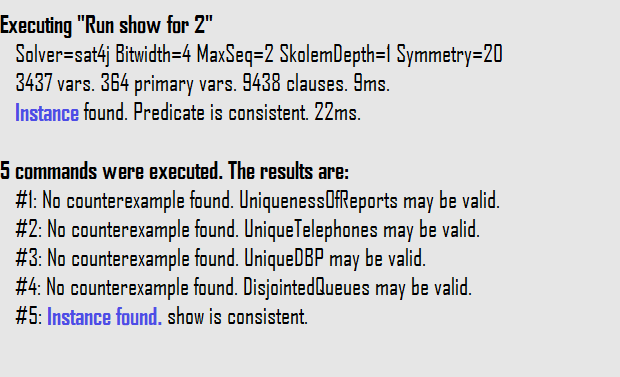 Executing "Run show for 2"
Solver=sat4j Bitwidth=4 MaxSeq=2 SkolemDepth=1 Symmetry=20
3437 vars. 364 primary vars. 9438 clauses. 9ms.
Instance found. Predicate is consistent. 22ms.
5 commands were executed. The results are:
#1: No counterexample found. UniquenessOfReports may be valid.
#2: No counterexample found. UniqueTelephones may be valid.
#3: No counterexample found. UniqueDBP may be valid.
#4: No counterexample found. DisjointedQueues may be valid.
#5: Instance found. show is consistent.